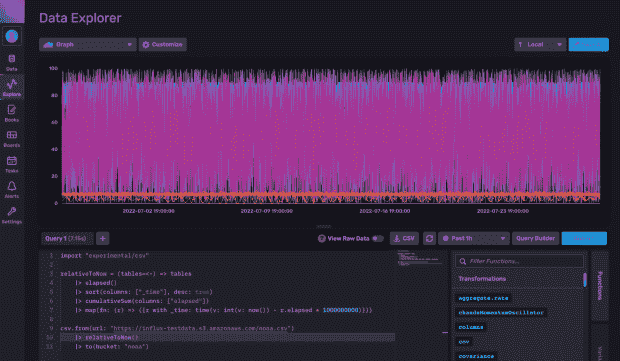 Data Explorer
Graph
Customize
Local
Data
Explore
Books
Boards
Tasks
Alerts
Settings
100
80
60
40
20
0
2022-07-02 19:00:00
2022-07-09 19:00:00
2022-07-16 19:00:00
2022-07-23 19:00:00
Query 1
View Raw Data
CSV
Past 1h
Query Builder
1 import "experimental/csv"
2
3 relativeToNow = (tables=<-) => tables
4 |> elapsed()
5 |> sort(columns: ["_time"], desc: true)
6 |> cumulativeSum(columns: ["elapsed"])
7 |> map(fn: (r) => ({r with _time: time(v: int(v: now()) - r.elapsed * 1000000000)}))
8
9 csv.from(url: "https://influx-testdata.s3.amazonaws.com/noaa.csv")
10 |> relativeToNow()
11 |> to(bucket: "noaa")
Filter Functions...
Transformations
aggregate.rate
chandeMomentumOscillator
columns
cov
covariance
Functions